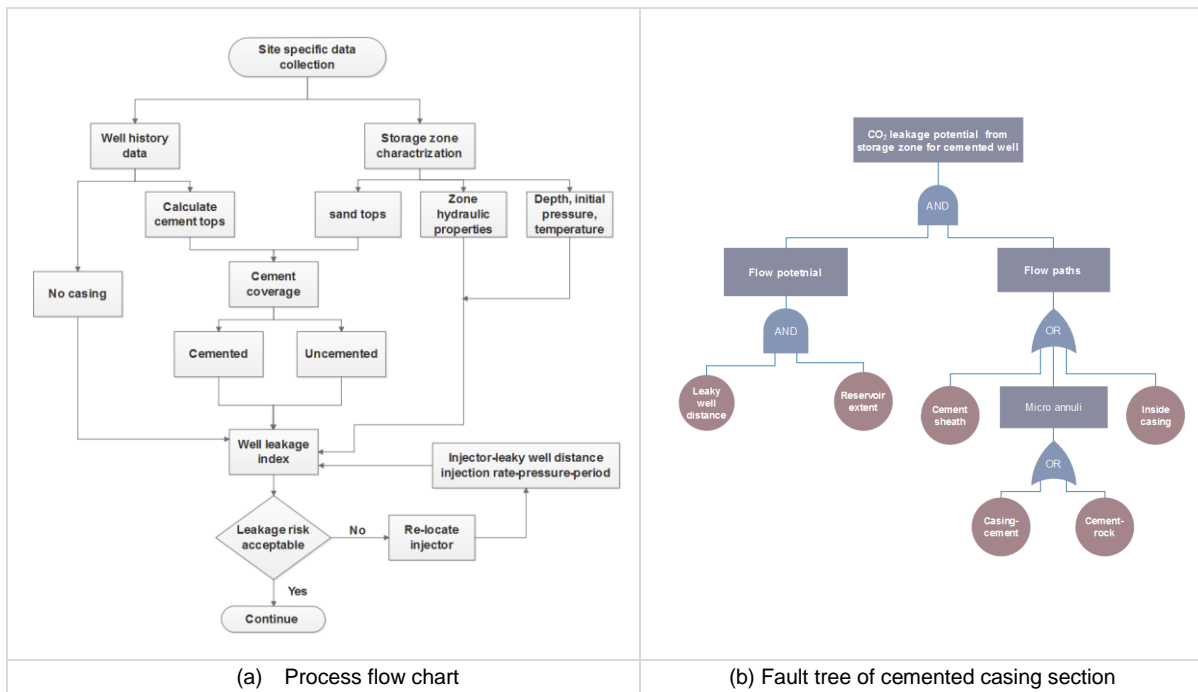 Site specific data
collection
Well history
data
Storage zone
charactrization
Calculate
cement tops
sand tops
Zone
hydraulic
properties
Depth, initial
pressure,
temperature
No casing
Cement
coverage
Cemented
Uncemented
Well leakage
index
Injector-leaky well distance
injection rate-pressure-period
Leakage risk
acceptable
No
Re-locate
injector
Yes
Continue
(a) Process flow chart
CO₂ leakage potential from
storage zone for cemented well
AND
Flow potetnial
Flow paths
AND
OR
Leaky
well
distance
Reservoir
extent
Cement
sheath
Micro annuli
Inside
casing
OR
Casing-
cement
Cement-
rock
(b) Fault tree of cemented casing section